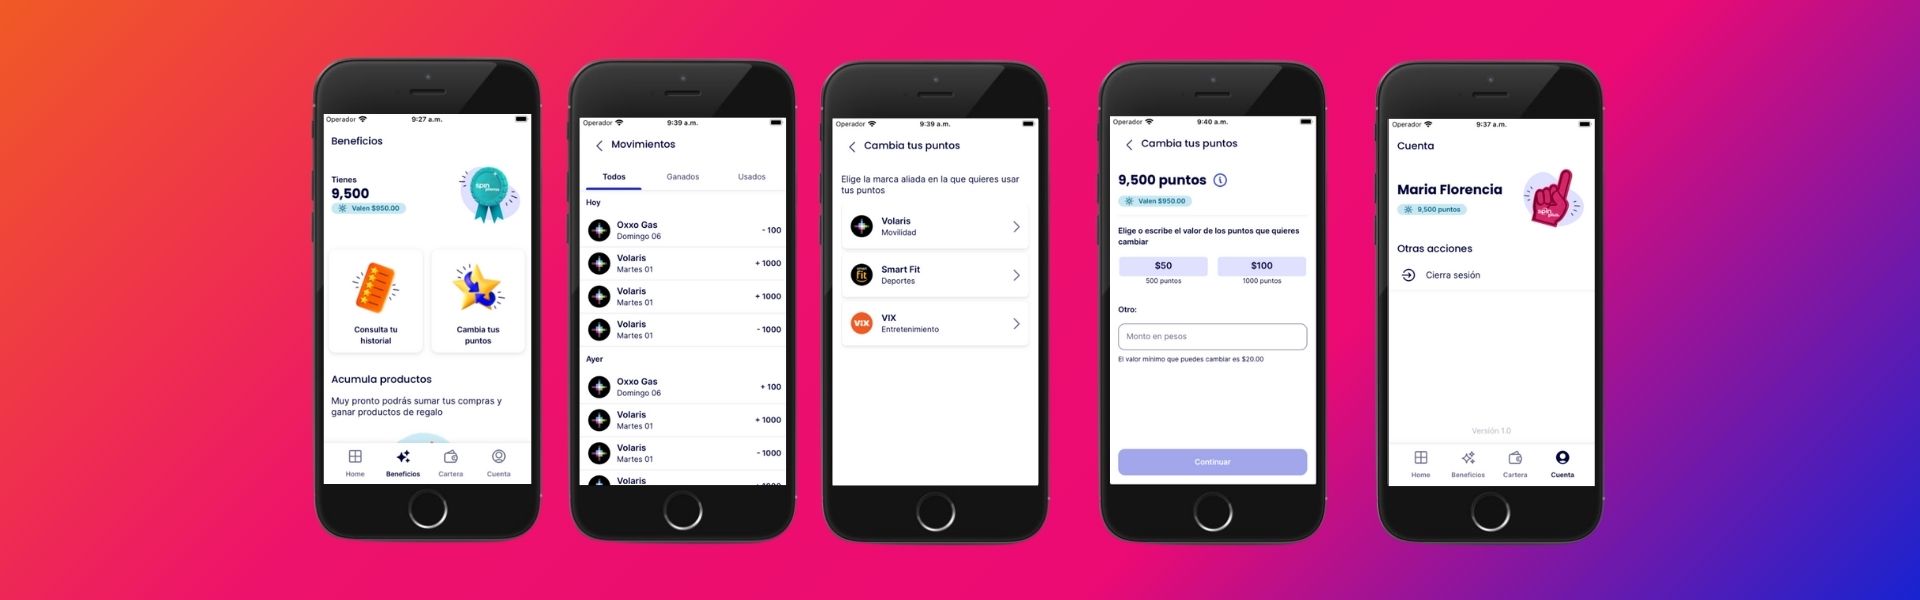 Operador 9:27 a.m.
Beneficios
Tienes
9,500
Valen $950.00
spin premia
Consulta tu
historial
Cambia tus
puntos
Acumula productos
Muy pronto podrás sumar tus compras y
ganar productos de regalo
Home Beneficios Cartera Cuenta
Operador 9:39 a.m.
Movimientos
Todos Ganados Usados
Hoy
Oxxo Gas
Domingo 06
- 100
Volaris
Martes 01
+ 1000
Volaris
Martes 01
+ 1000
Volaris
Martes 01
- 1000
Ayer
Oxxo Gas
Domingo 06
+ 100
Volaris
Martes 01
+ 1000
Volaris
Martes 01
- 1000
Volaris
Operador 9:39 a.m.
Cambia tus puntos
Elige la marca aliada en la que quieres usar
tus puntos
Volaris
Movilidad
smart
fit
Smart Fit
Deportes
VIX
VIX
Entretenimiento
Operador 9:40 a.m.
Cambia tus puntos
9,500 puntos
Valen $950.00
Elige o escribe el valor de los puntos que quieres
cambiar
$50 $100
500 puntos 1000 puntos
Otro:
Monto en pesos
El valor mínimo que puedes cambiar es $20.00
Continuar
Operador 9:37 a.m.
Cuenta
Maria Florencia
9,500 puntos
spin
plus
Otras acciones
Cierra sesión
Versión 1.0
Home Beneficios Cartera Cuenta